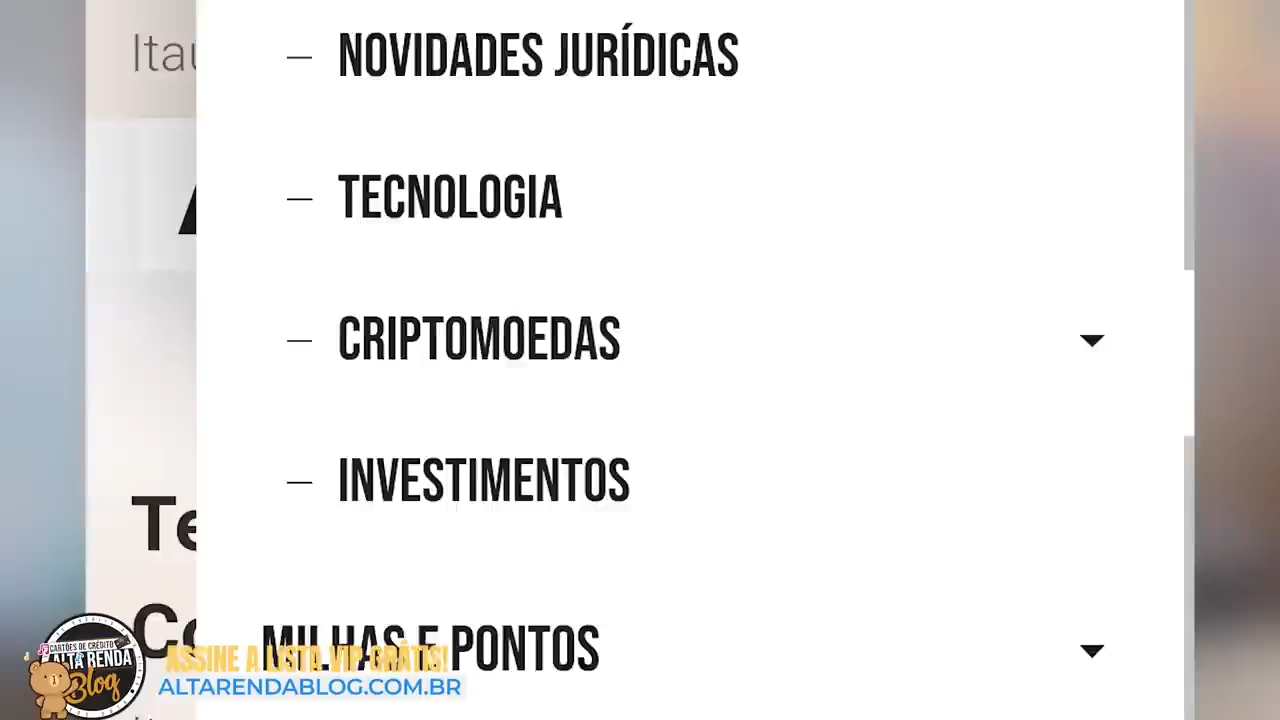 Itaú
— NOVIDADES JURÍDICAS
— TECNOLOGIA
— CRIPTOMOEDAS
— INVESTIMENTOS
Te
Co
MILHAS E PONTOS
CARTÕES DE CRÉDITO
ALTA RENDA
Blog
ASSINE A LISTA VIP GRÁTIS!
ALTARENDABLOG.COM.BR